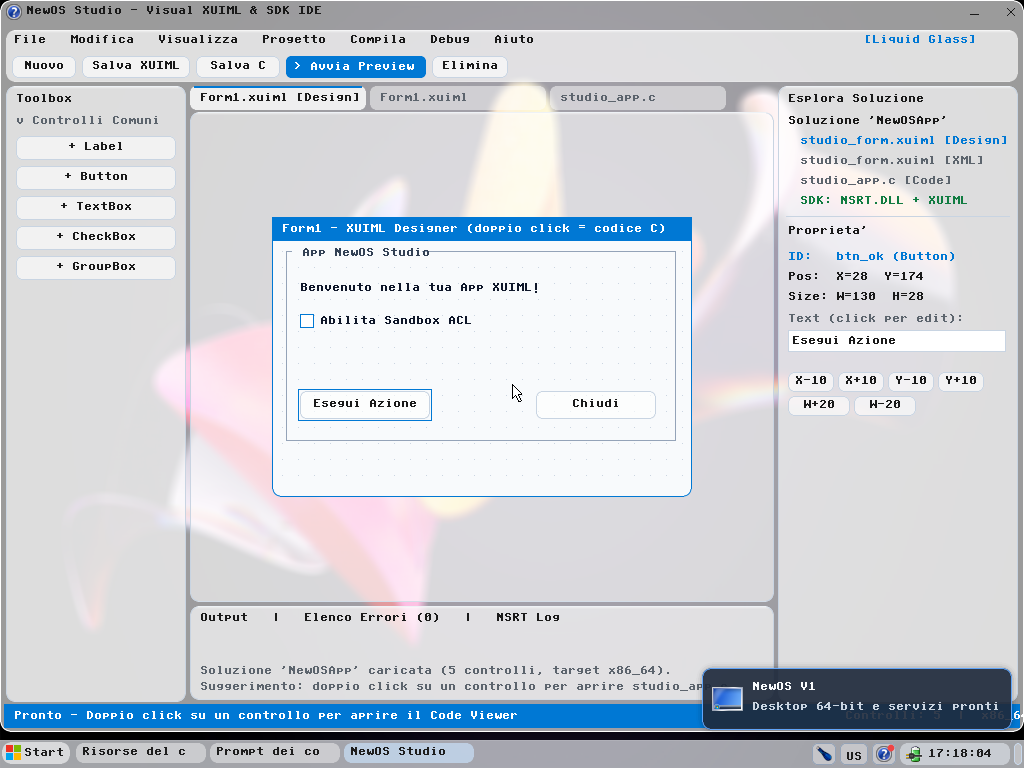 NewOS Studio - Visual XUIML & SDK IDE
File Modifica Visualizza Progetto Compila Debug Aiuto [Liquid Glass]
Nuovo Salva XUIML Salva C > Avvia Preview Elimina
Toolbox
v Controlli Comuni
+ Label
+ Button
+ TextBox
+ CheckBox
+ GroupBox
Form1.xuiml [Design] Form1.xuiml studio_app.c
Form1 - XUIML Designer (doppio click = codice C)
App NewOS Studio
Benvenuto nella tua App XUIML!
Abilita Sandbox ACL
Esegui Azione Chiudi
Output | Elenco Errori (0) | NSRT Log
Soluzione 'NewOSApp' caricata (5 controlli, target x86_64).
Suggerimento: doppio click su un controllo per aprire studio_ap
Esplora Soluzione
Soluzione 'NewOSApp'
studio_form.xuiml [Design]
studio_form.xuiml [XML]
studio_app.c [Code]
SDK: NSRT.DLL + XUIML
Proprieta'
ID: btn_ok (Button)
Pos: X=28 Y=174
Size: W=130 H=28
Text (click per edit):
Esegui Azione
X-10 X+10 Y-10 Y+10
W+20 W-20
NewOS V1
Desktop 64-bit e servizi pronti
Pronto - Doppio click su un controllo per aprire il Code Viewer Controlli: 5 | x86_64
Start Risorse del c Prompt dei co NewOS Studio US 17:18:04